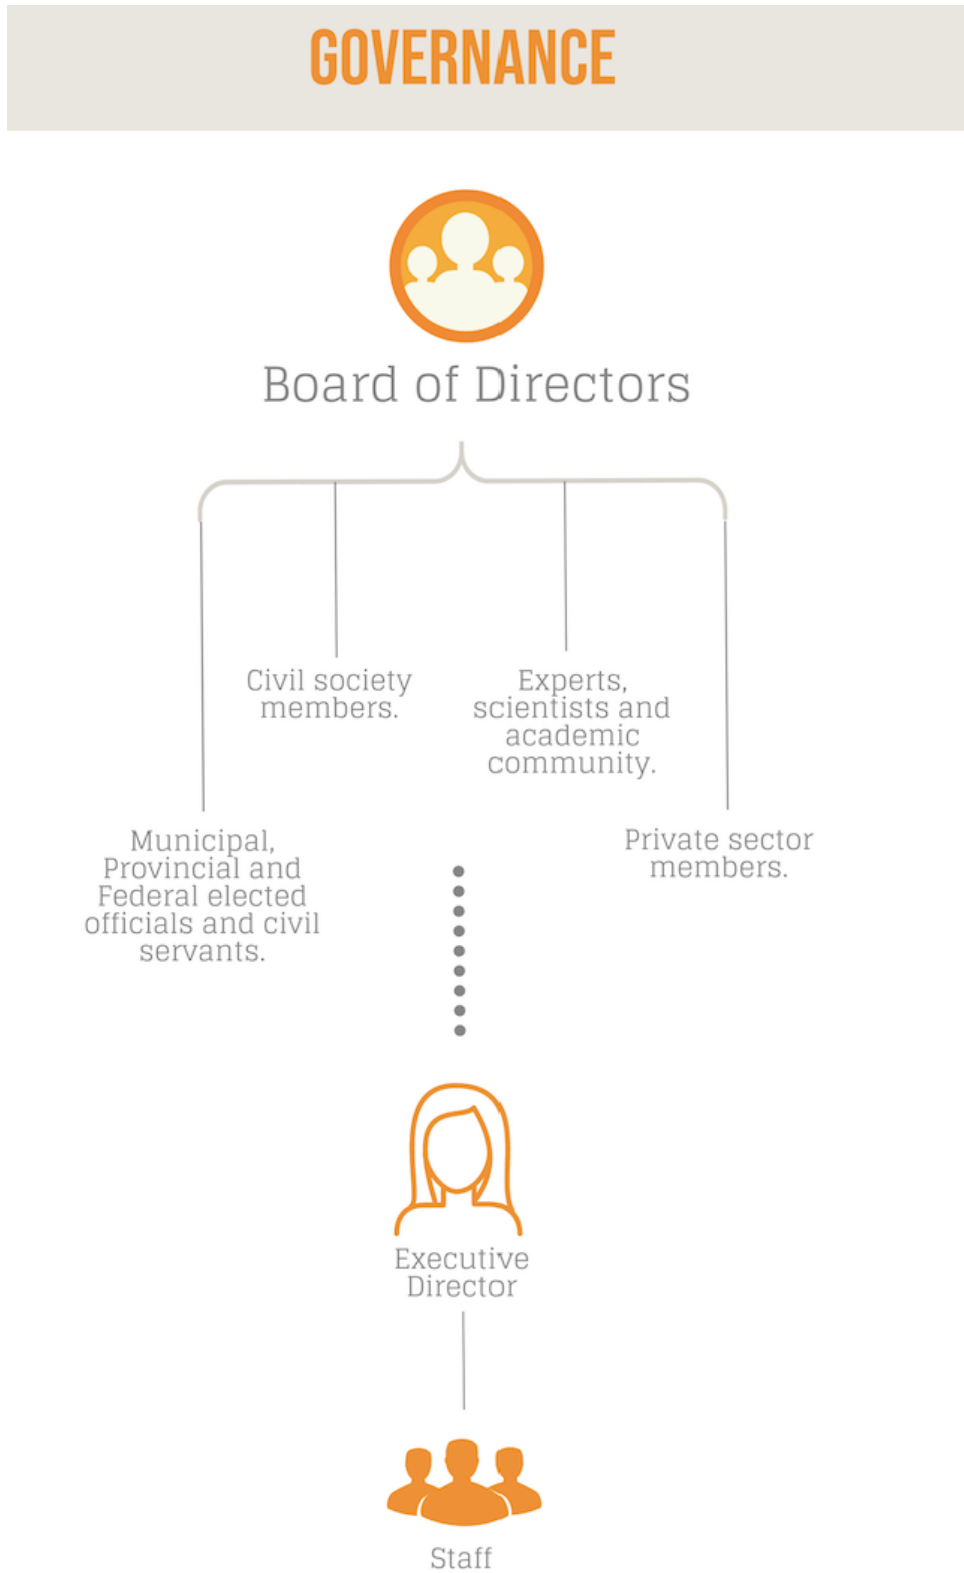 GOVERNANCE
Board of Directors
Civil society
members.
Experts,
scientists and
academic
community.
Municipal,
Provincial and
Federal elected
officials and civil
servants.
Private sector
members.
Executive
Director
Staff